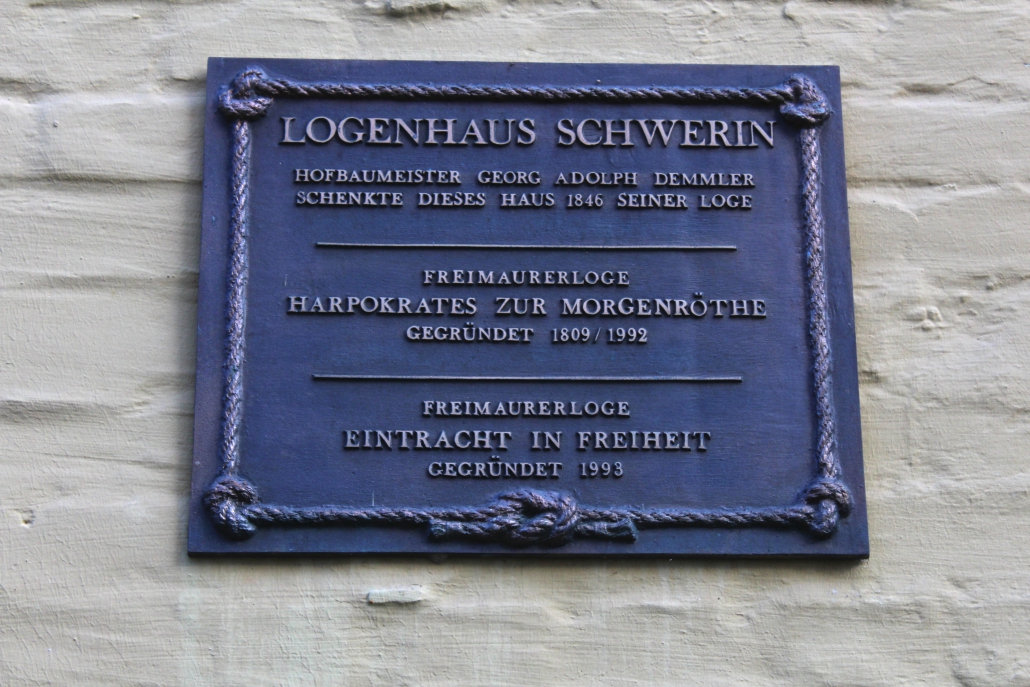 LOGENHAUS SCHWERIN
HOFBAUMEISTER GEORG ADOLPH DEMMLER
SCHENKTE DIESES HAUS 1846 SEINER LOGE
FREIMAURERLOGE
HARPOKRATES ZUR MORGENRÖTHE
GEGRÜNDET 1809/1992
FREIMAURERLOGE
EINTRACHT IN FREIHEIT
GEGRÜNDET 1993